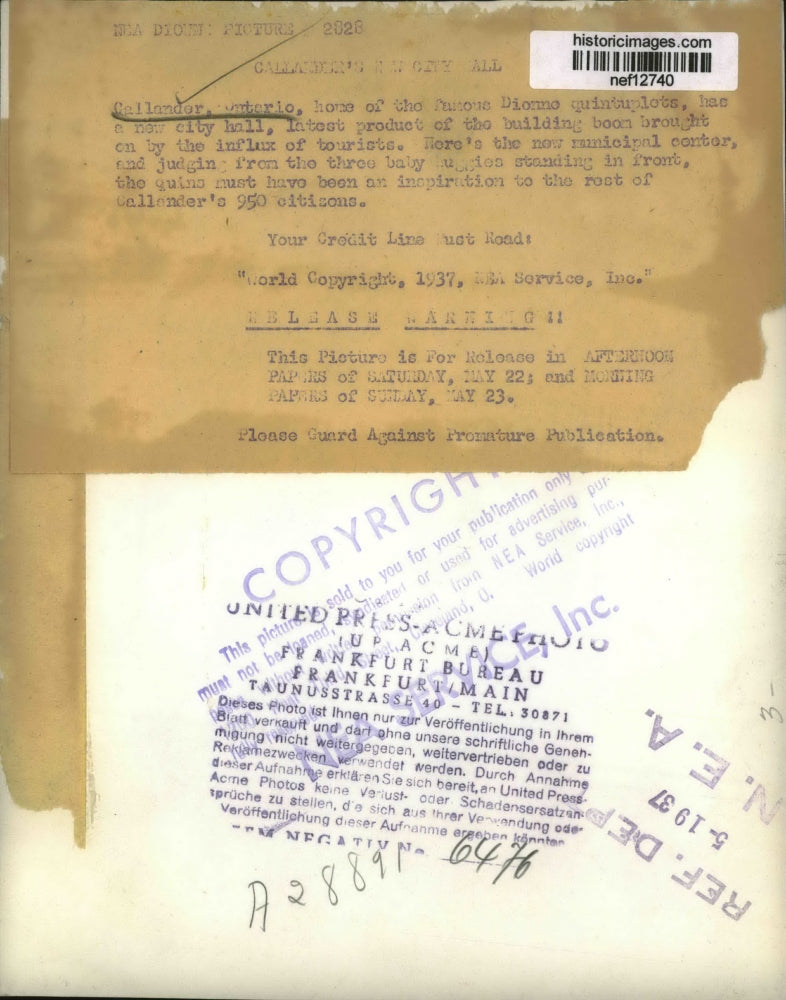 NEA DIONNE PICTURE 2828
historicimages.com
nef12740
CALLANDER'S NEW CITY HALL
Callander, Ontario, home of the famous Dionne quintuplets, has
a new city hall, latest product of the building boom brought
on by the influx of tourists. Here's the new municipal center,
and judging from the three baby buggies standing in front,
the quins must have been an inspiration to the rest of
Callander's 950 citizens.
Your Credit Line Must Read:
"World Copyright, 1937, NEA Service, Inc."
RELEASE WARNING!!
This Picture is For Release in AFTERNOON
PAPERS of SATURDAY, MAY 22; and MORNING
PAPERS of SUNDAY, MAY 23.
Please Guard Against Premature Publication.
COPYRIGHT
This picture sold to you for your publication only
must not be loaned, or used for advertising pur-
from NEA Service, Inc.,
O. World copyright
NEA SERVICE, Inc.
UNITED PRESS-ACME PHOTO
(U P ACME)
FRANKFURT BUREAU
FRANKFURT/MAIN
TAUNUSSTRASSE 40 - TEL. 30871
Dieses Photo ist Ihnen nur zur Veröffentlichung in Ihrem
Blatt verkauft und darf ohne unsere schriftliche Geneh-
migung nicht weitergegeben, weitervertrieben oder zu
Reklamezwecken verwendet werden. Durch Annahme
dieser Aufnahme erklären Sie sich bereit, an United Press-
Acme Photos keine Verlust- oder Schadensersatzan-
sprüche zu stellen, die sich aus Ihrer Verwendung oder
Veröffentlichung dieser Aufnahme ergeben könnten
NEGATIV No. 6476
A 28891
REF. DEP
5-1937
N. E. A.
3-